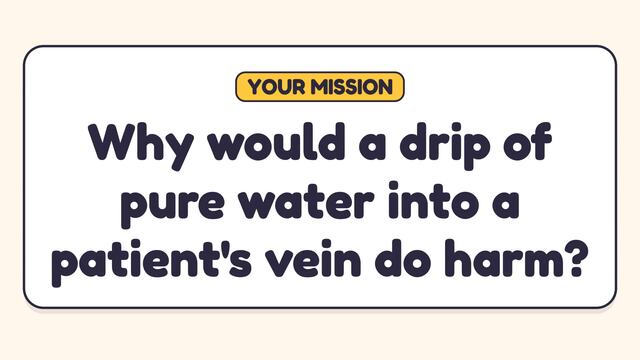 YOUR MISSION
Why would a drip of
pure water into a
patient's vein do harm?